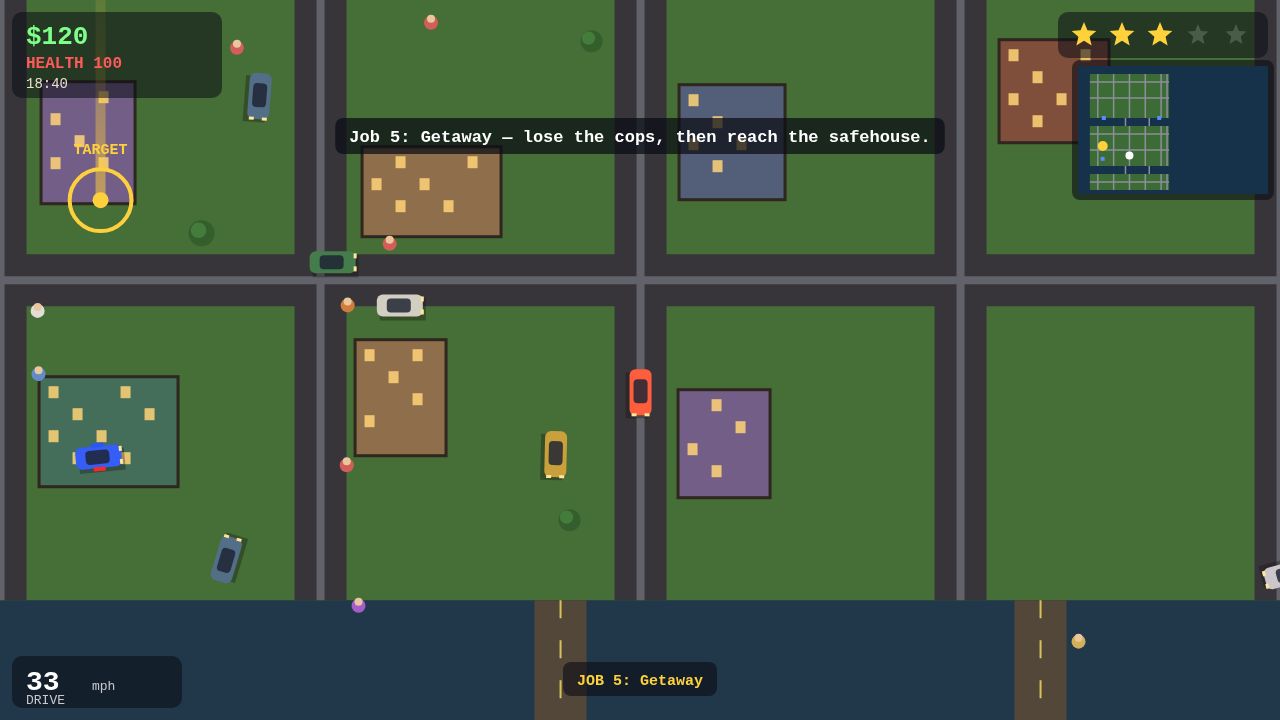 $120
HEALTH 100
18:40
Job 5: Getaway — lose the cops, then reach the safehouse.
TARGET
33 mph
DRIVE
JOB 5: Getaway